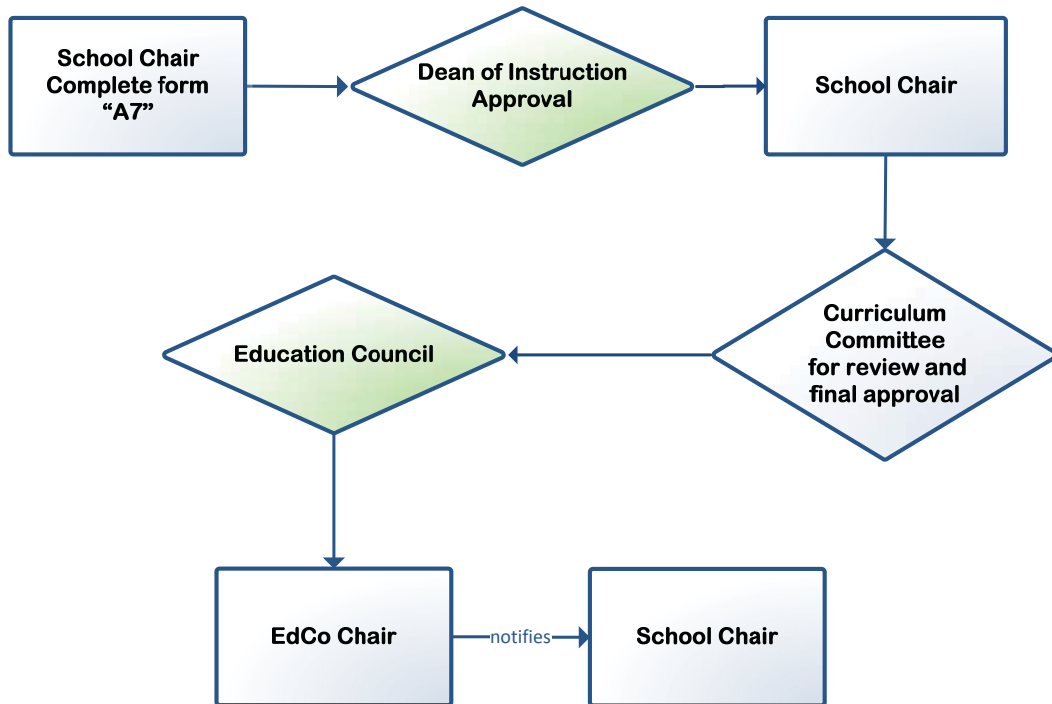 School Chair
Complete form
“A7”
Dean of Instruction
Approval
School Chair
Curriculum
Committee
for review and
final approval
Education Council
EdCo Chair
notifies
School Chair